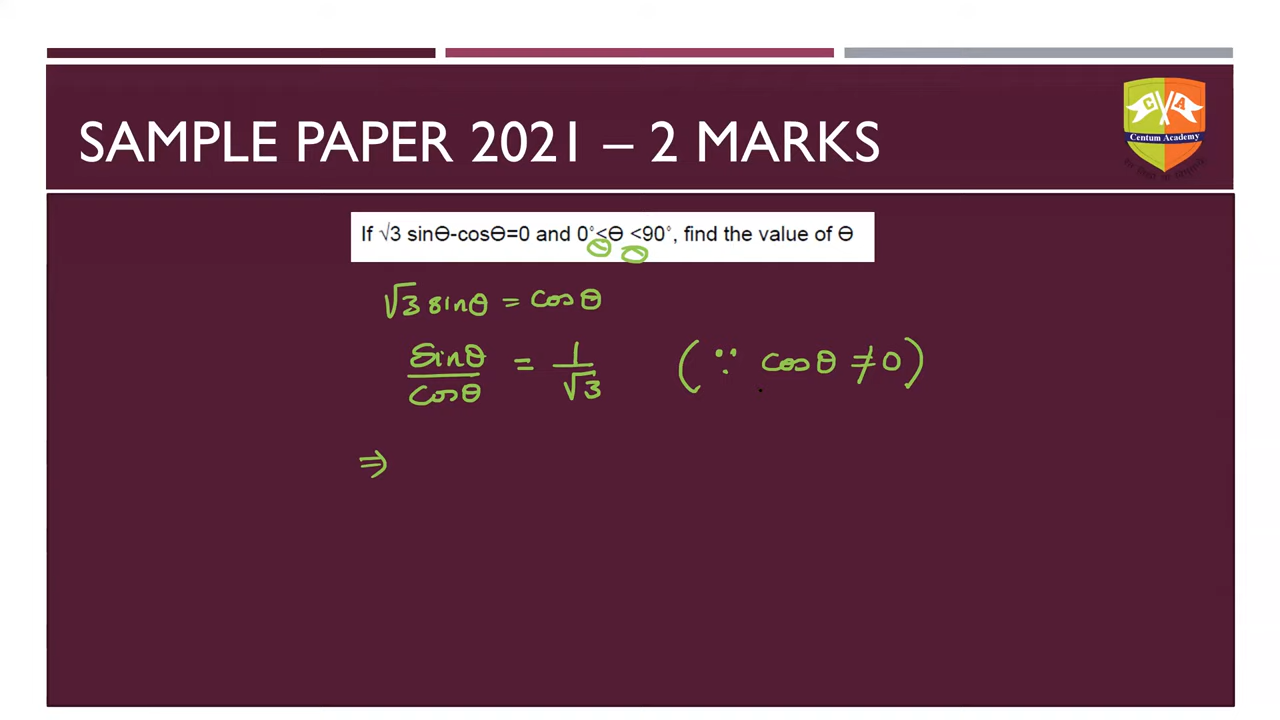 SAMPLE PAPER 2021 – 2 MARKS
C A
Centum Academy
If √3 sinϴ-cosϴ=0 and 0˚<ϴ <90˚, find the value of ϴ
√3 sinθ = cosθ
sinθ/cosθ = 1/√3 (∵ cosθ ≠ 0)
⇒